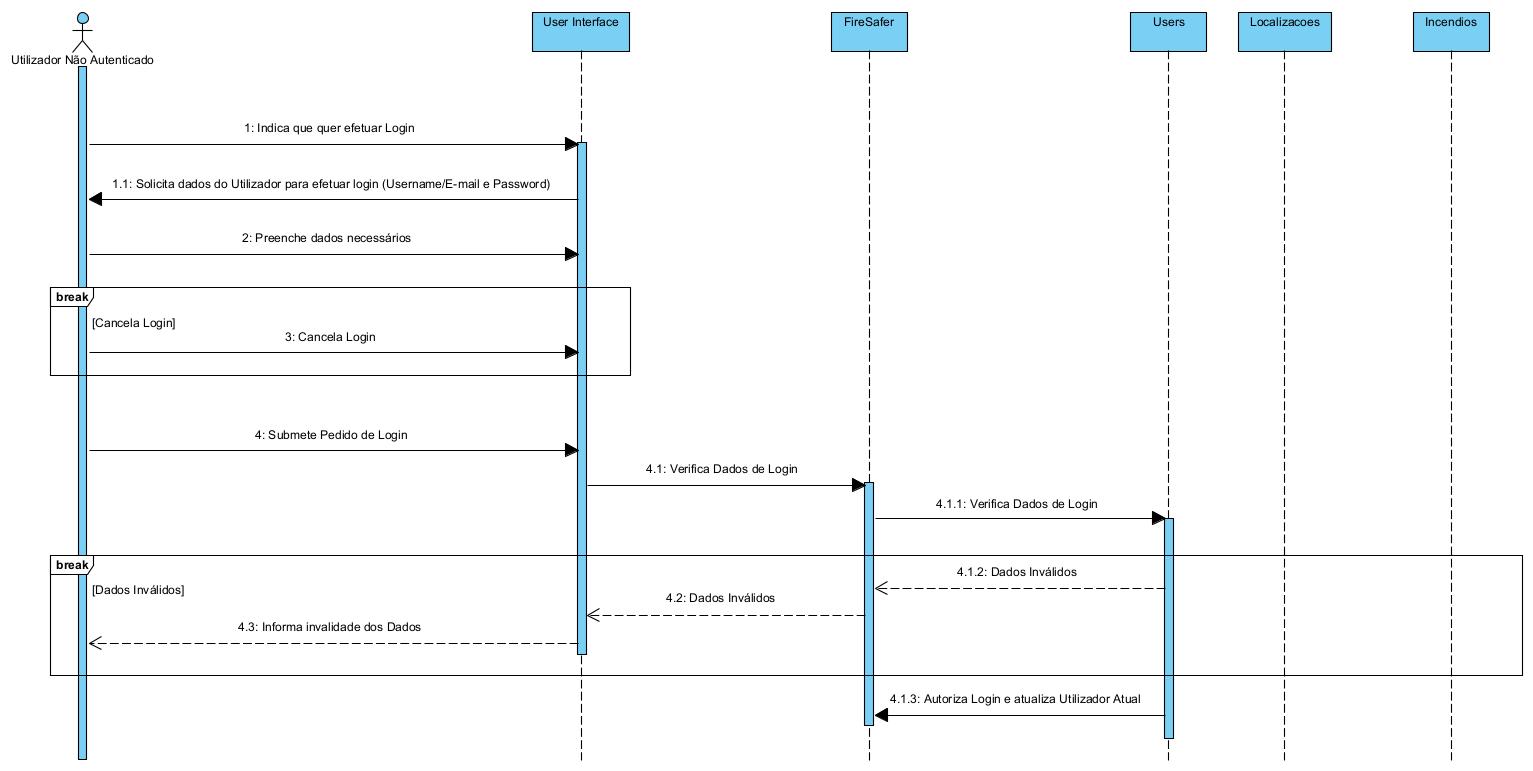 User Interface
FireSafer
Users
Localizacoes
Incendios
Utilizador Não Autenticado
1: Indica que quer efetuar Login
1.1: Solicita dados do Utilizador para efetuar login (Username/E-mail e Password)
2: Preenche dados necessários
break
[Cancela Login]
3: Cancela Login
4: Submete Pedido de Login
4.1: Verifica Dados de Login
4.1.1: Verifica Dados de Login
break
4.1.2: Dados Inválidos
[Dados Inválidos]
4.2: Dados Inválidos
4.3: Informa invalidade dos Dados
4.1.3: Autoriza Login e atualiza Utilizador Atual